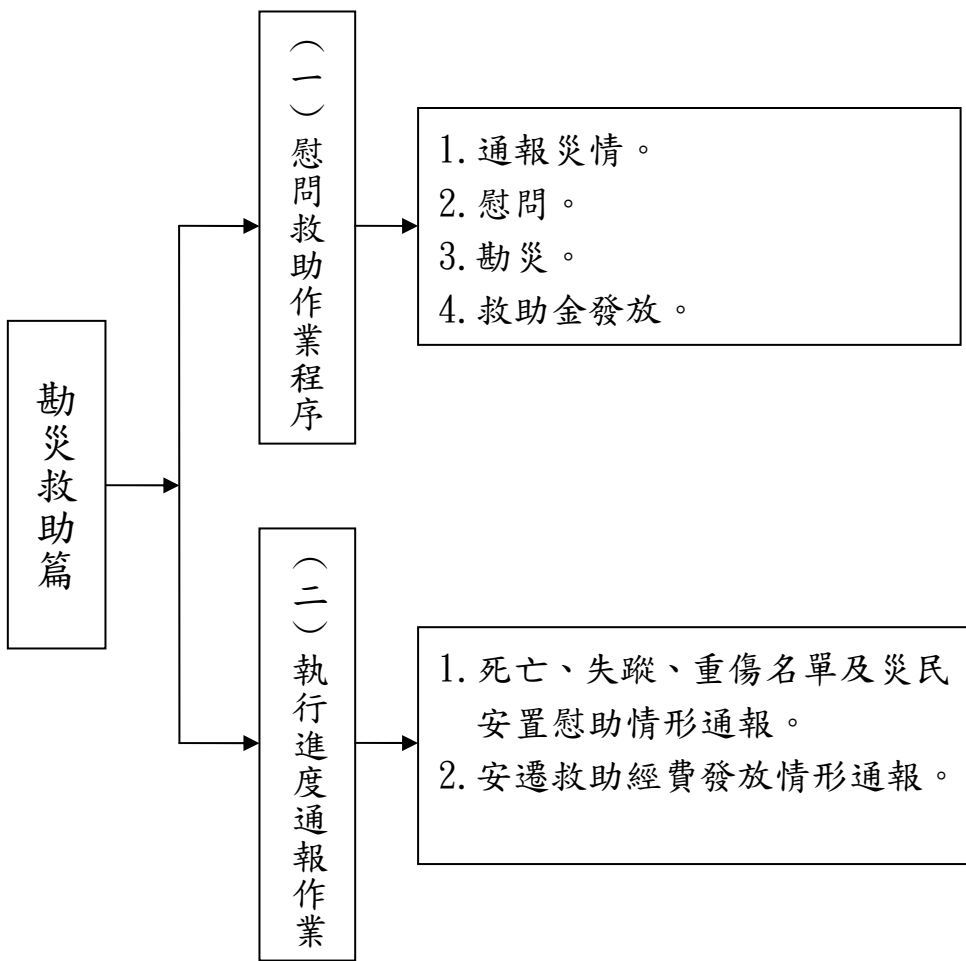 勘災救助篇
（一）慰問救助作業程序
1.通報災情。
2.慰問。
3.勘災。
4.救助金發放。
（二）執行進度通報作業
1.死亡、失蹤、重傷名單及災民
安置慰助情形通報。
2.安遷救助經費發放情形通報。